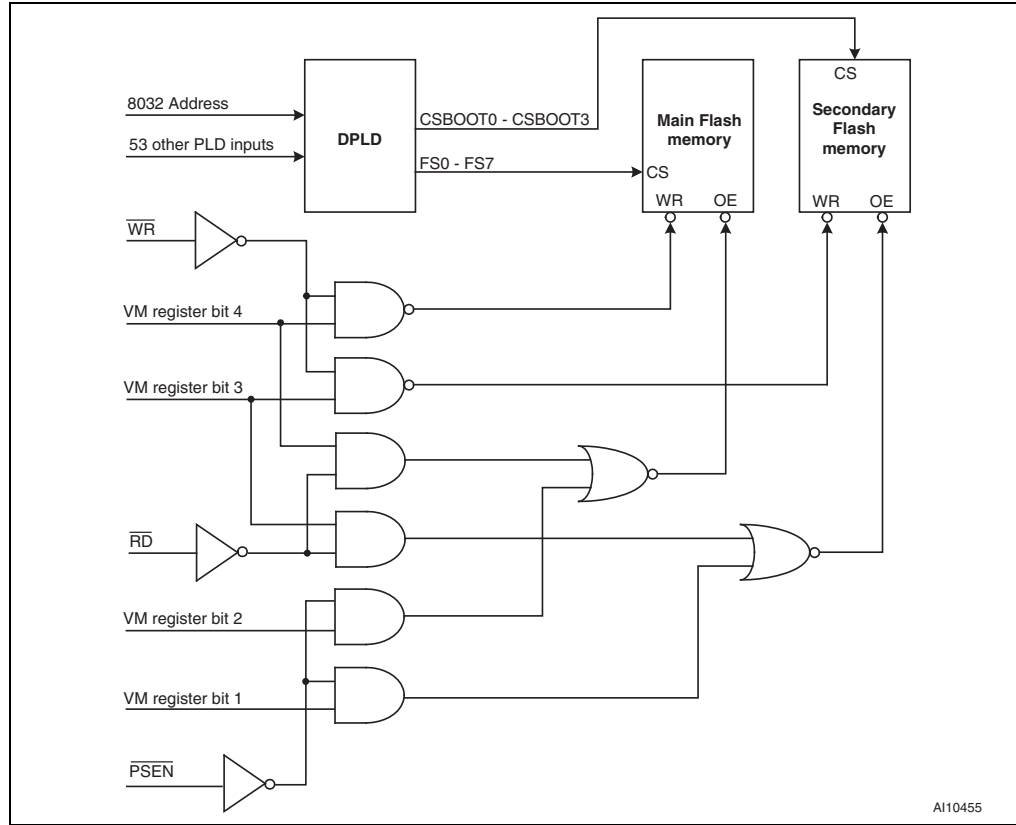 8032 Address
53 other PLD inputs
DPLD
CSBOOT0 - CSBOOT3
FS0 - FS7
Main Flash
memory
CS
WR OE
CS
Secondary
Flash
memory
WR OE
WR
VM register bit 4
VM register bit 3
RD
VM register bit 2
VM register bit 1
PSEN
AI10455